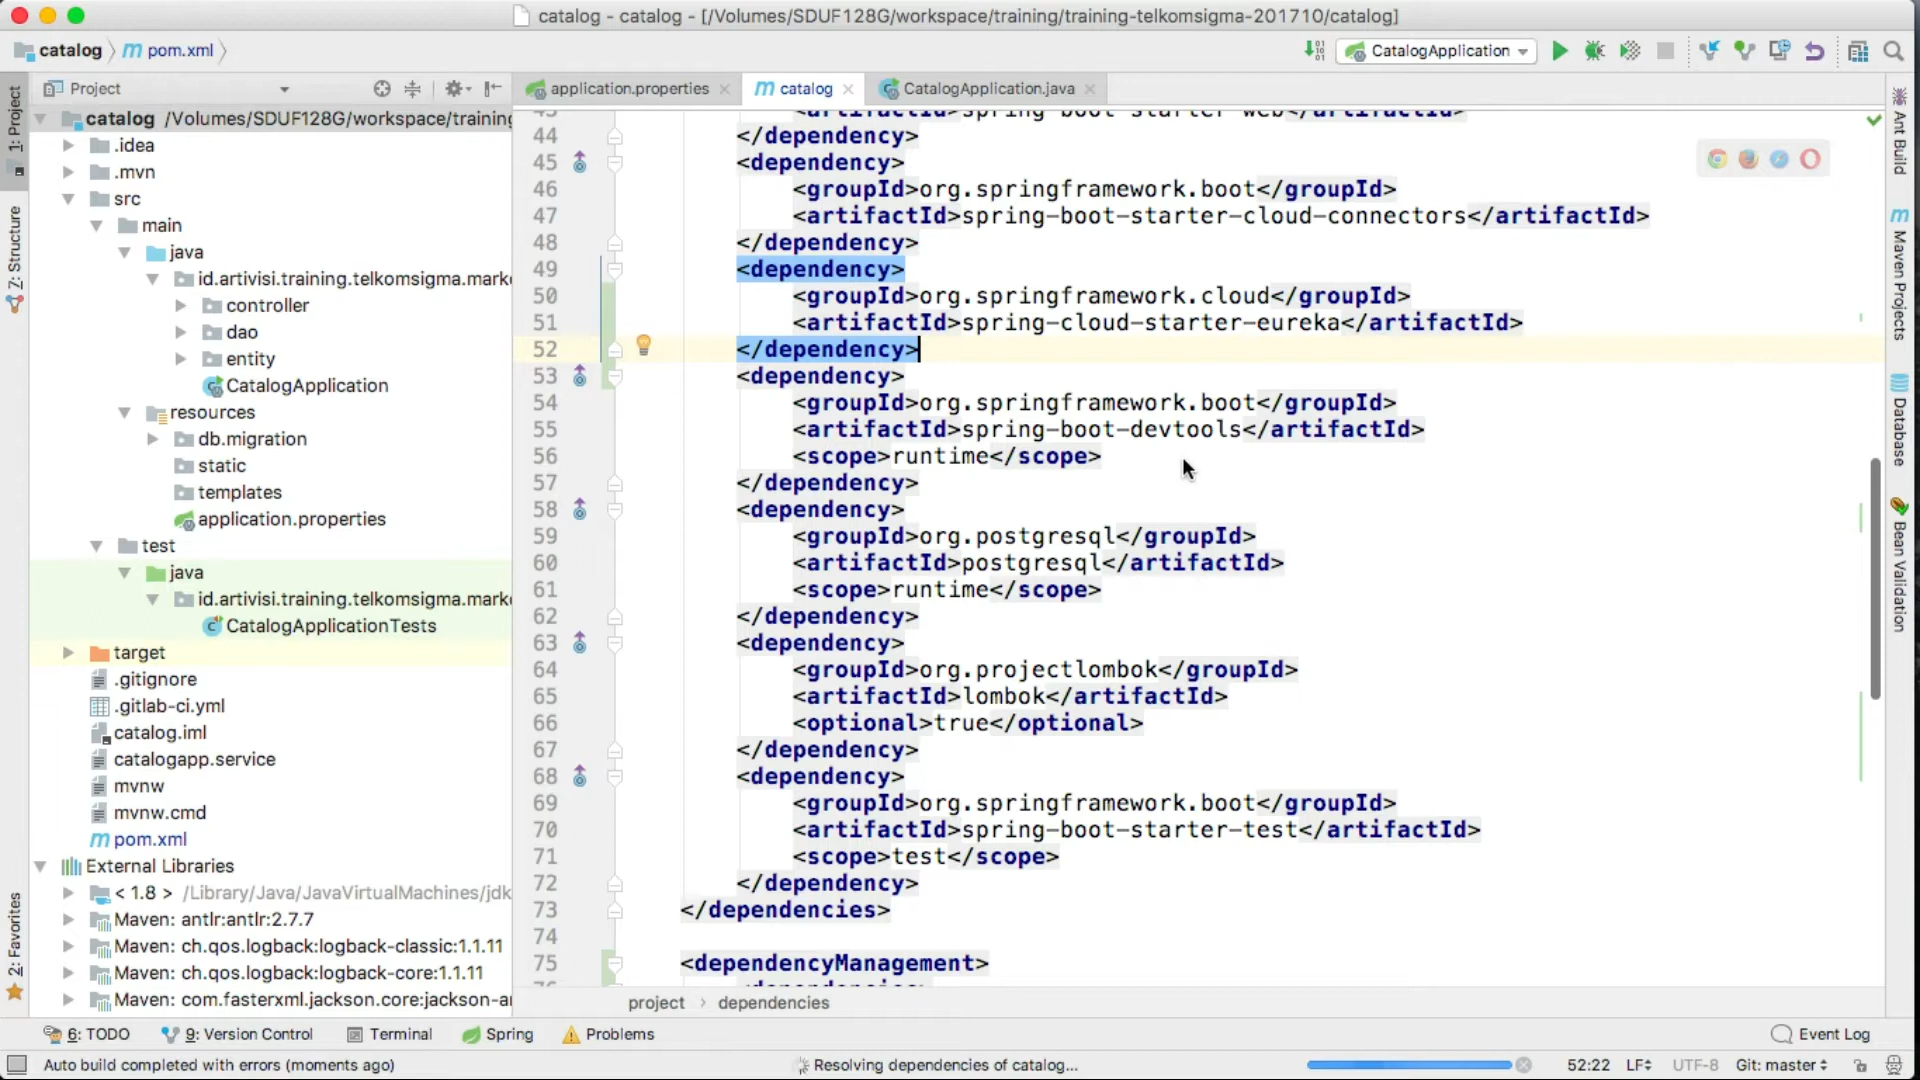 catalog - catalog - [/Volumes/SDUF128G/workspace/training/training-telkomsigma-201710/catalog]
catalog
pom.xml
CatalogApplication
Project
application.properties
catalog
CatalogApplication.java
1: Project
7: Structure
2: Favorites
catalog /Volumes/SDUF128G/workspace/training
.idea
.mvn
src
main
java
id.artivisi.training.telkomsigma.mark
controller
dao
entity
CatalogApplication
resources
db.migration
static
templates
application.properties
test
java
id.artivisi.training.telkomsigma.mark
CatalogApplicationTests
target
.gitignore
.gitlab-ci.yml
catalog.iml
catalogapp.service
mvnw
mvnw.cmd
pom.xml
External Libraries
< 1.8 > /Library/Java/JavaVirtualMachines/jdk
Maven: antlr:antlr:2.7.7
Maven: ch.qos.logback:logback-classic:1.1.11
Maven: ch.qos.logback:logback-core:1.1.11
Maven: com.fasterxml.jackson.core:jackson-a
<artifactId>spring-boot-starter-web</artifactId>
44 </dependency>
45 <dependency>
46 <groupId>org.springframework.boot</groupId>
47 <artifactId>spring-boot-starter-cloud-connectors</artifactId>
48 </dependency>
49 <dependency>
50 <groupId>org.springframework.cloud</groupId>
51 <artifactId>spring-cloud-starter-eureka</artifactId>
52 </dependency>
53 <dependency>
54 <groupId>org.springframework.boot</groupId>
55 <artifactId>spring-boot-devtools</artifactId>
56 <scope>runtime</scope>
57 </dependency>
58 <dependency>
59 <groupId>org.postgresql</groupId>
60 <artifactId>postgresql</artifactId>
61 <scope>runtime</scope>
62 </dependency>
63 <dependency>
64 <groupId>org.projectlombok</groupId>
65 <artifactId>lombok</artifactId>
66 <optional>true</optional>
67 </dependency>
68 <dependency>
69 <groupId>org.springframework.boot</groupId>
70 <artifactId>spring-boot-starter-test</artifactId>
71 <scope>test</scope>
72 </dependency>
73 </dependencies>
74
75 <dependencyManagement>
project
dependencies
Ant Build
Maven Projects
Database
Bean Validation
6: TODO
9: Version Control
Terminal
Spring
Problems
Event Log
Auto build completed with errors (moments ago)
Resolving dependencies of catalog...
52:22
LF
UTF-8
Git: master